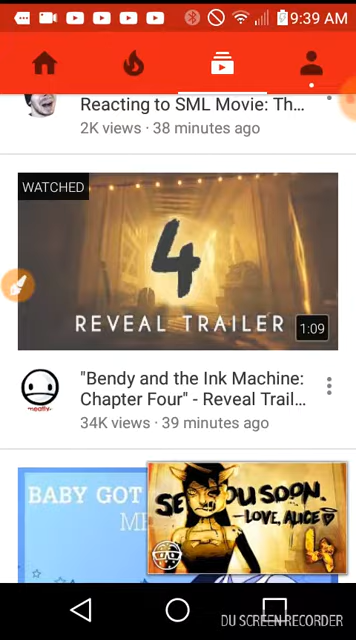 9:39 AM
Reacting to SML Movie: Th...
2K views · 38 minutes ago
WATCHED
4
REVEAL TRAILER
1:09
"Bendy and the Ink Machine:
Chapter Four" - Reveal Trail...
34K views · 39 minutes ago
meatly
BABY GOT
SEE YOU SOON.
-LOVE, ALICE
4
DU SCREEN RECORDER